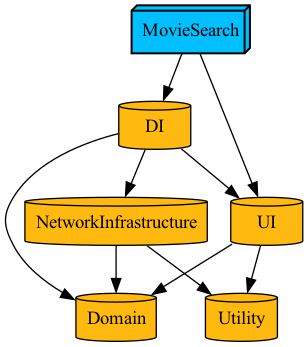 MovieSearch
DI
NetworkInfrastructure
UI
Domain
Utility